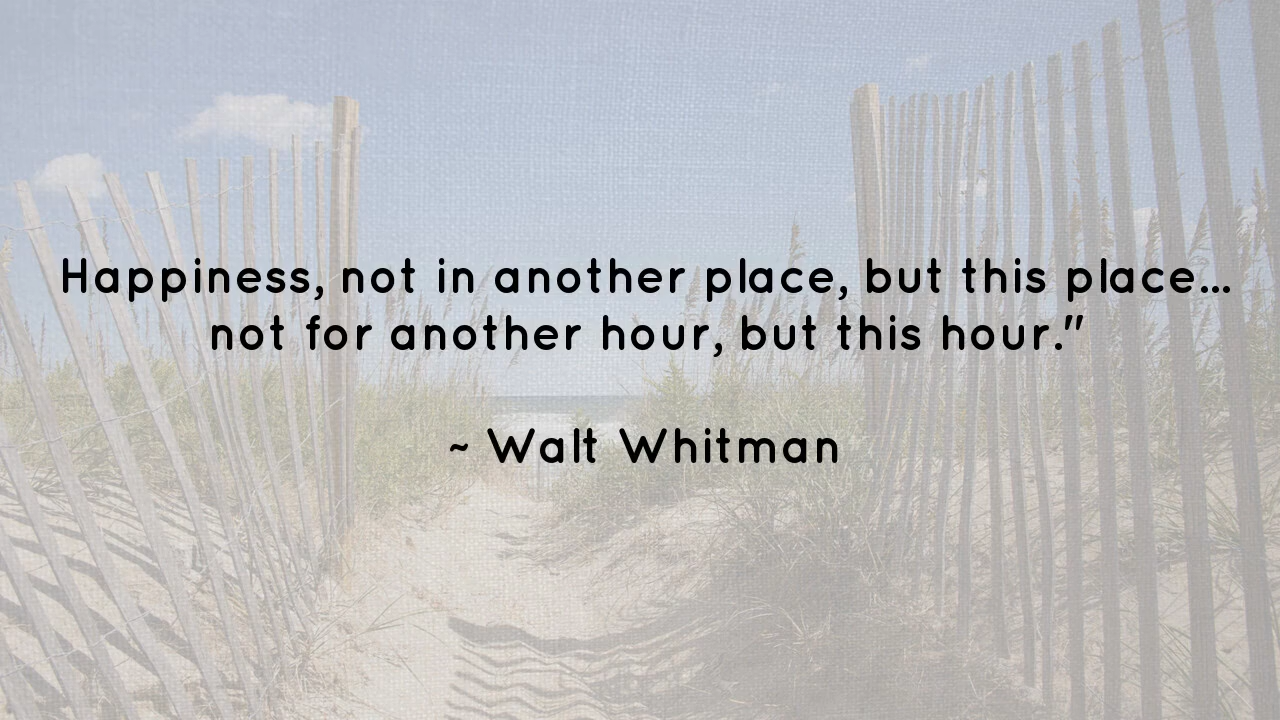 Happiness, not in another place, but this place...
not for another hour, but this hour."
~ Walt Whitman